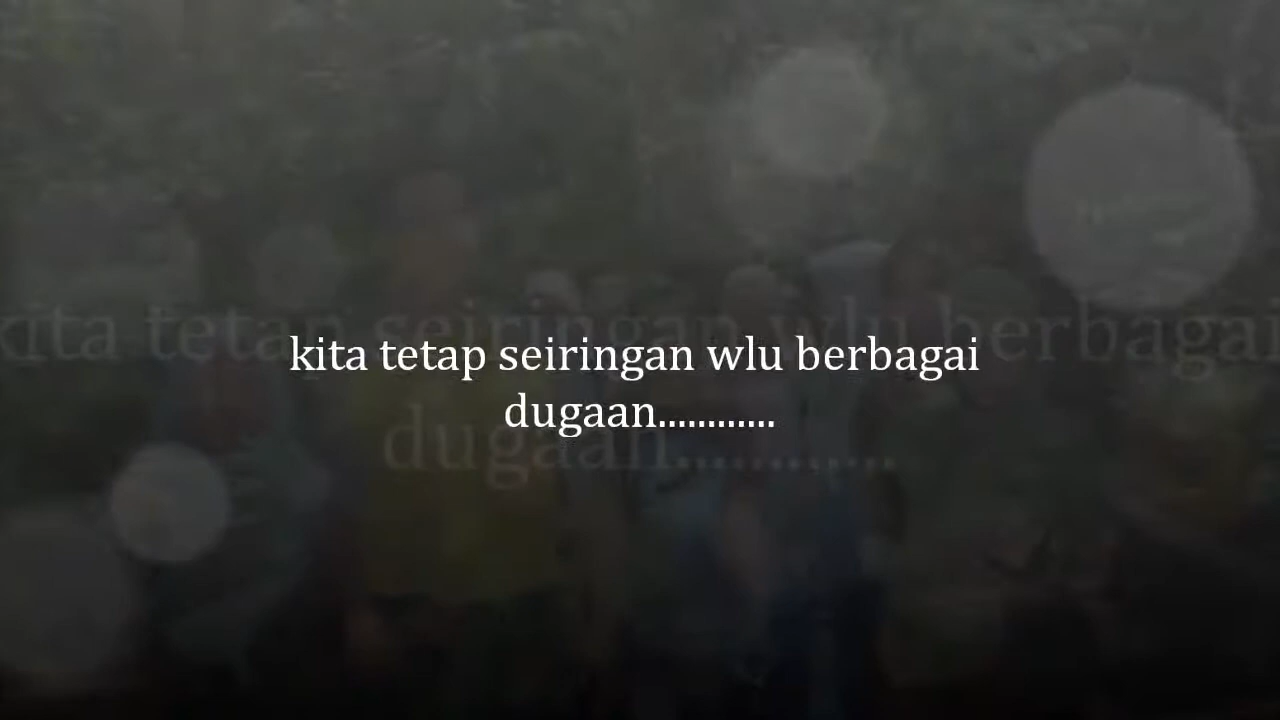 kita tetap seiringan wlu berbagai
dugaan............